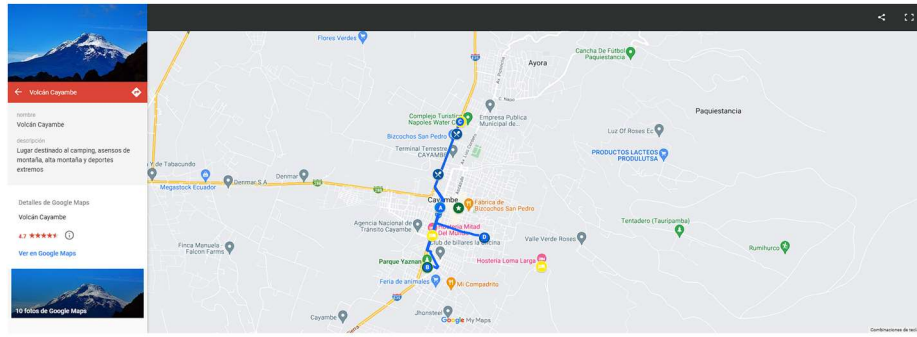 Volcán Cayambe
nombre
Volcán Cayambe
descripción
Lugar destinado al camping, asensos de
montaña, alta montaña y deportes
extremos
Detalles de Google Maps
Volcán Cayambe
4.7
Ver en Google Maps
10 fotos de Google Maps
Flores Verdes
Cancha De Fútbol
Paquiestancia
Ayora
Paquiestancia
Complejo Turístico
Napoles Water C
C
Empresa Publica
Municipal de...
Bizcochos San Pedro
Luz Of Roses Ec
Terminal Terrestre
CAYAMBE
PRODUCTOS LACTEOS
PRODULUTSA
Y de Tabacundo
Denmar
Denmar S.A
Megastock Ecuador
Cayambe
A
Fábrica de
Bizcochos San Pedro
Agencia Nacional de
Tránsito Cayambe
Hosteria Mitad
Del Mundo
D
Club de billares la Oficina
Valle Verde Roses
Tentadero (Tauripamba)
Rumihurco
Finca Manuela -
Falcon Farms
Parque Yaznan
B
Hosteria Loma Larga
Feria de animales
Mi Compadrito
Jhonsteel
Cayambe
Google My Maps